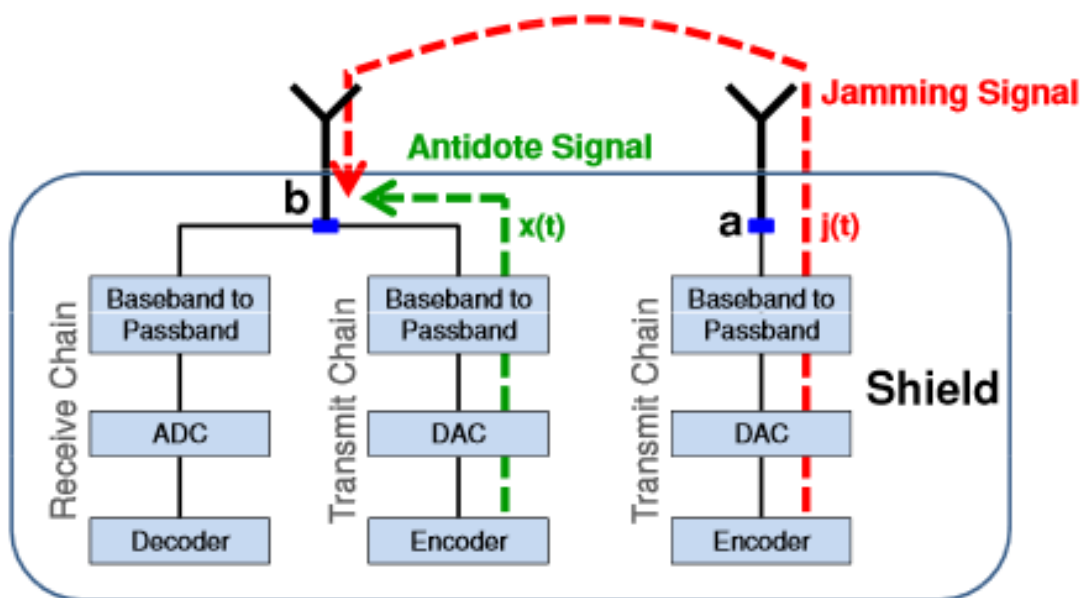 Jamming Signal
Antidote Signal
b
x(t)
a
j(t)
Receive Chain
Baseband to
Passband
ADC
Decoder
Transmit Chain
Baseband to
Passband
DAC
Encoder
Transmit Chain
Baseband to
Passband
DAC
Encoder
Shield